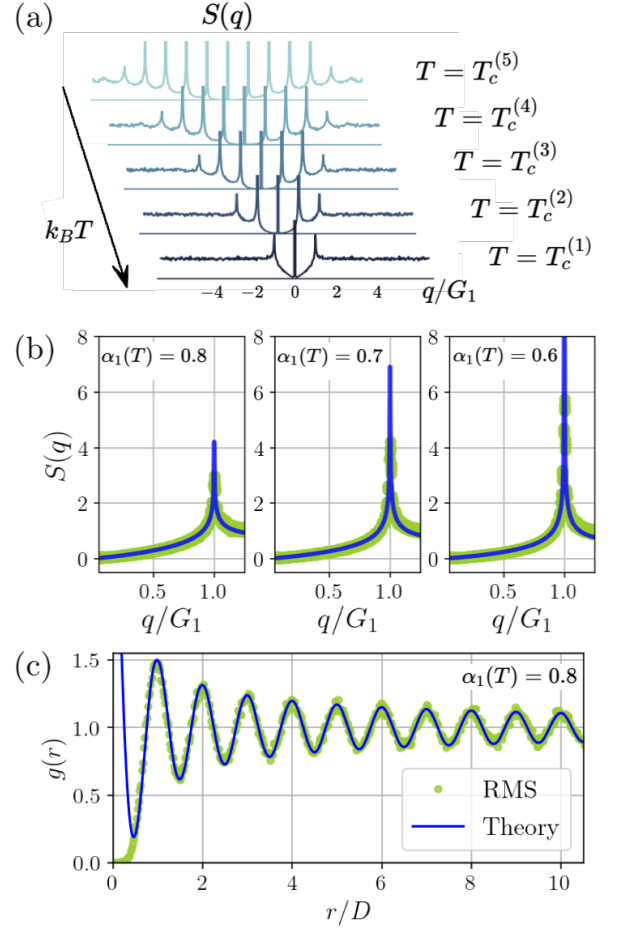 (a)
S(q)
T = T_c^{(5)}
T = T_c^{(4)}
T = T_c^{(3)}
T = T_c^{(2)}
T = T_c^{(1)}
k_BT
−4 −2 0 2 4 q/G_1
(b)
α_1(T) = 0.8 α_1(T) = 0.7 α_1(T) = 0.6
8
6
4
2
0
S(q)
0.5 1.0 0.5 1.0 0.5 1.0
q/G_1 q/G_1 q/G_1
(c)
α_1(T) = 0.8
1.5
1.0
0.5
0.0
g(r)
RMS
Theory
0 2 4 6 8 10
r/D